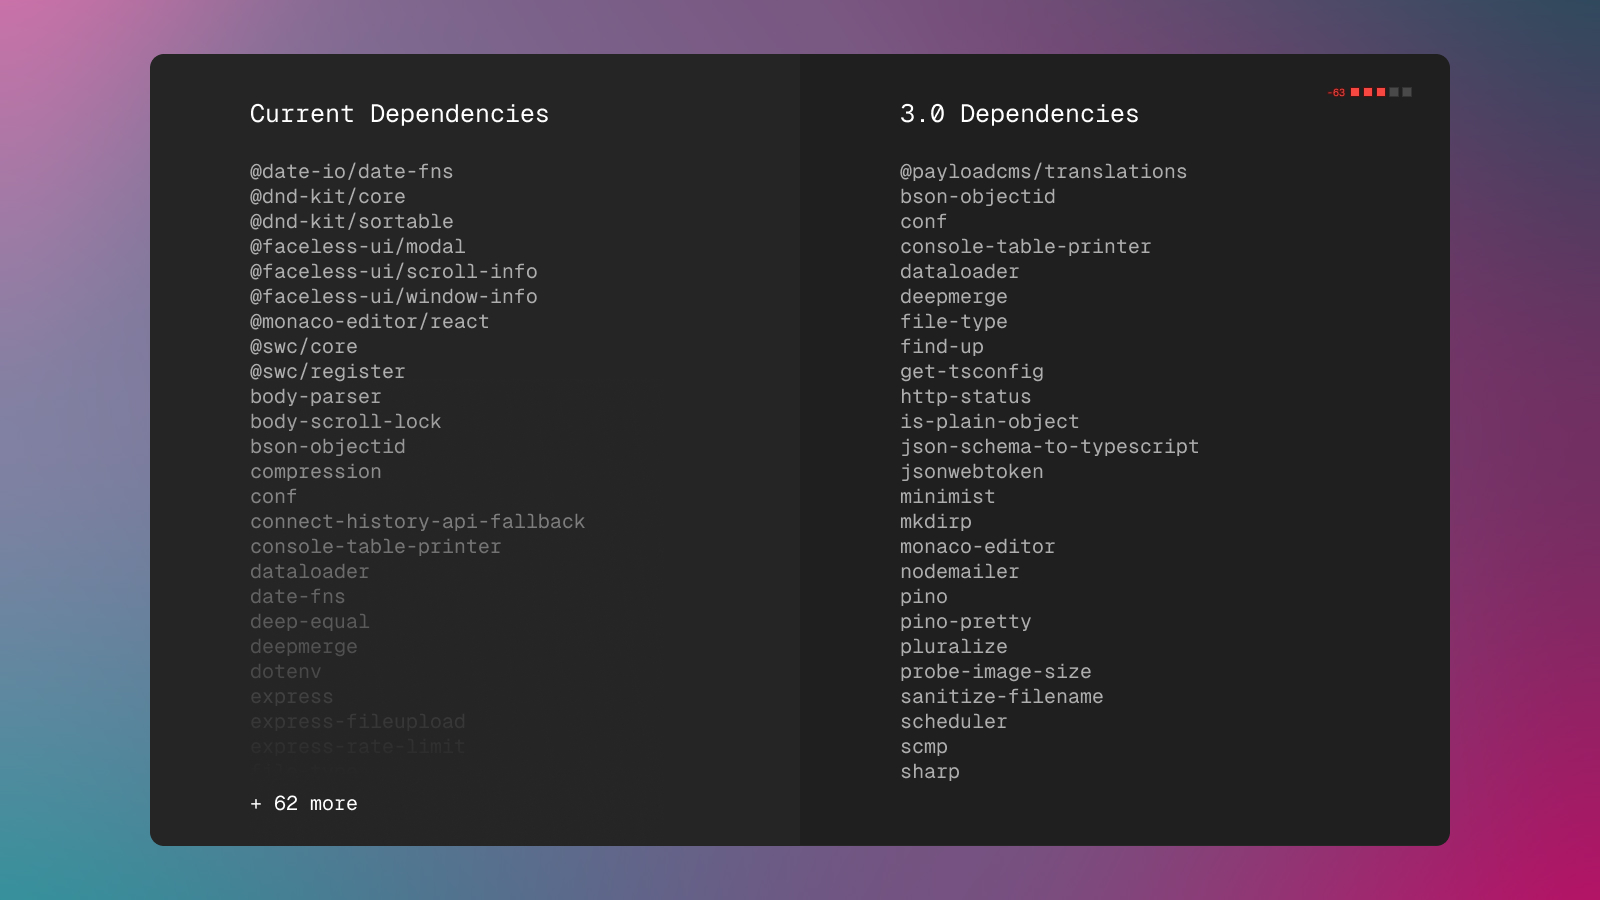 Current Dependencies
@date-io/date-fns
@dnd-kit/core
@dnd-kit/sortable
@faceless-ui/modal
@faceless-ui/scroll-info
@faceless-ui/window-info
@monaco-editor/react
@swc/core
@swc/register
body-parser
body-scroll-lock
bson-objectid
compression
conf
connect-history-api-fallback
console-table-printer
dataloader
date-fns
deep-equal
deepmerge
dotenv
express
express-fileupload
express-rate-limit
+ 62 more
-63
3.0 Dependencies
@payloadcms/translations
bson-objectid
conf
console-table-printer
dataloader
deepmerge
file-type
find-up
get-tsconfig
http-status
is-plain-object
json-schema-to-typescript
jsonwebtoken
minimist
mkdirp
monaco-editor
nodemailer
pino
pino-pretty
pluralize
probe-image-size
sanitize-filename
scheduler
scmp
sharp